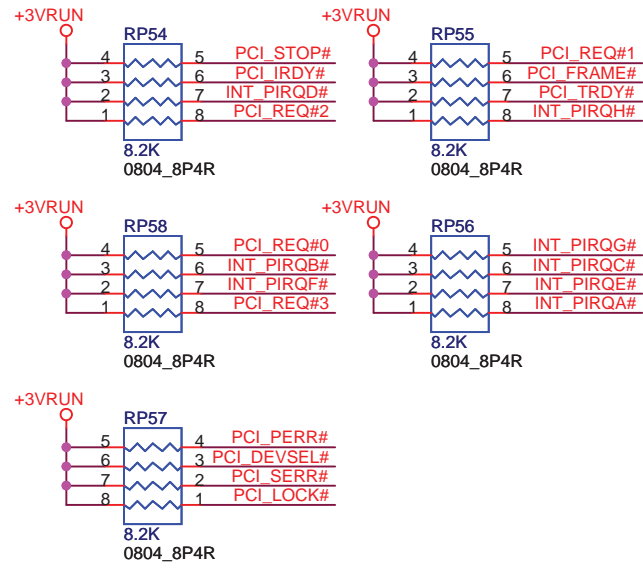 +3VRUN
RP54
4 5 PCI_STOP#
3 6 PCI_IRDY#
2 7 INT_PIRQD#
1 8 PCI_REQ#2
8.2K
0804_8P4R
+3VRUN
RP55
4 5 PCI_REQ#1
3 6 PCI_FRAME#
2 7 PCI_TRDY#
1 8 INT_PIRQH#
8.2K
0804_8P4R
+3VRUN
RP58
4 5 PCI_REQ#0
3 6 INT_PIRQB#
2 7 INT_PIRQF#
1 8 PCI_REQ#3
8.2K
0804_8P4R
+3VRUN
RP56
4 5 INT_PIRQG#
3 6 INT_PIRQC#
2 7 INT_PIRQE#
1 8 INT_PIRQA#
8.2K
0804_8P4R
+3VRUN
RP57
5 4 PCI_PERR#
6 3 PCI_DEVSEL#
7 2 PCI_SERR#
8 1 PCI_LOCK#
8.2K
0804_8P4R